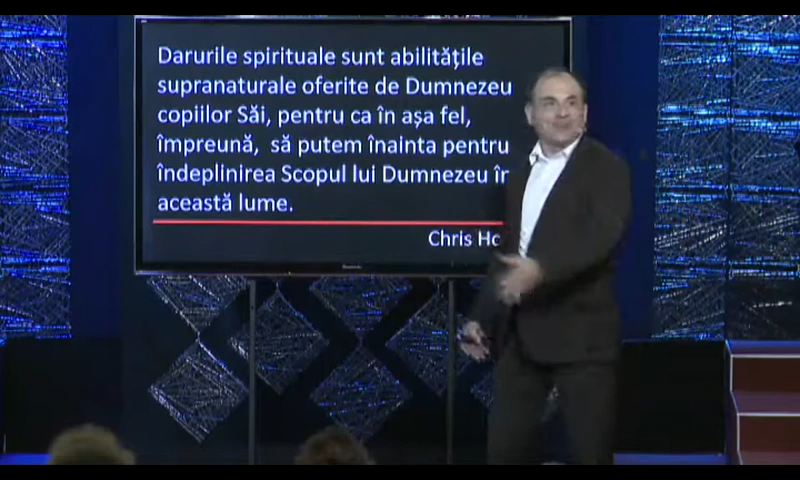 Darurile spirituale sunt abilitățile
supranaturale oferite de Dumnezeu
copiilor Săi, pentru ca în așa fel,
împreună, să putem înainta pentru
îndeplinirea Scopul lui Dumnezeu în
această lume.
Chris